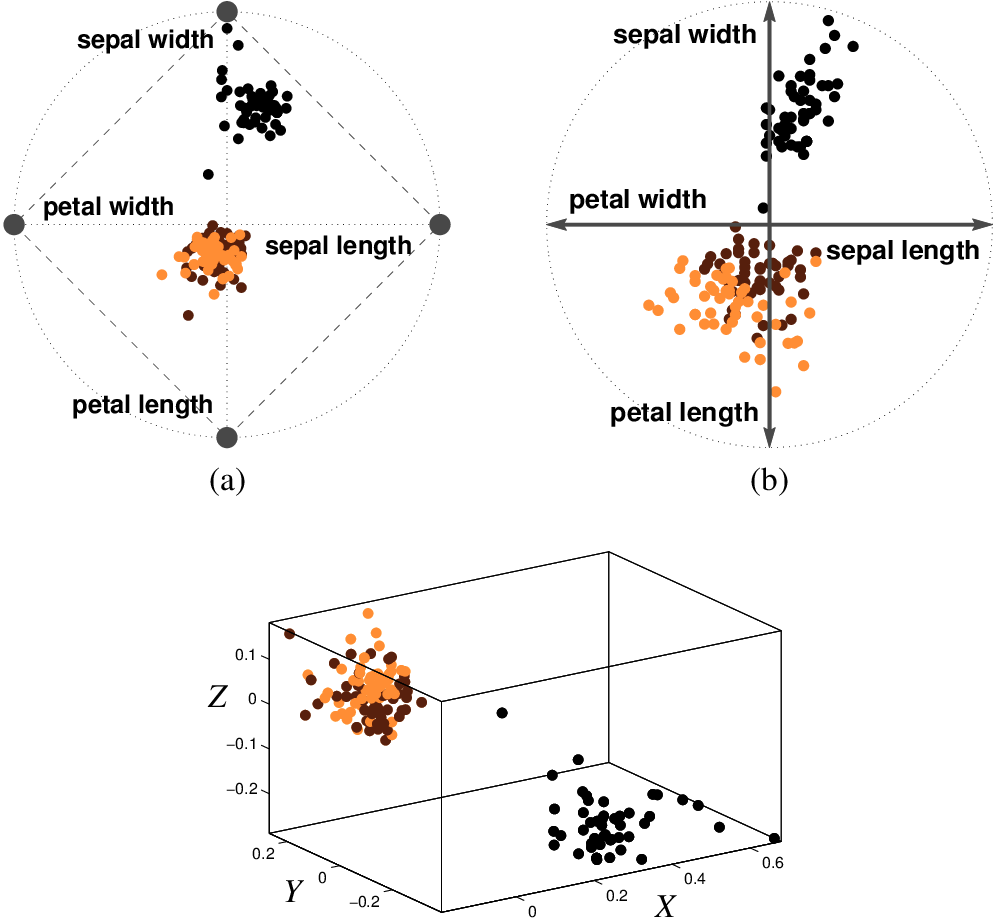 sepal width
petal width
sepal length
petal length
(a)
sepal width
petal width
sepal length
petal length
(b)
0.1
Z
0
−0.1
−0.2
0.2
Y
0
−0.2
0
0.2
X
0.4
0.6